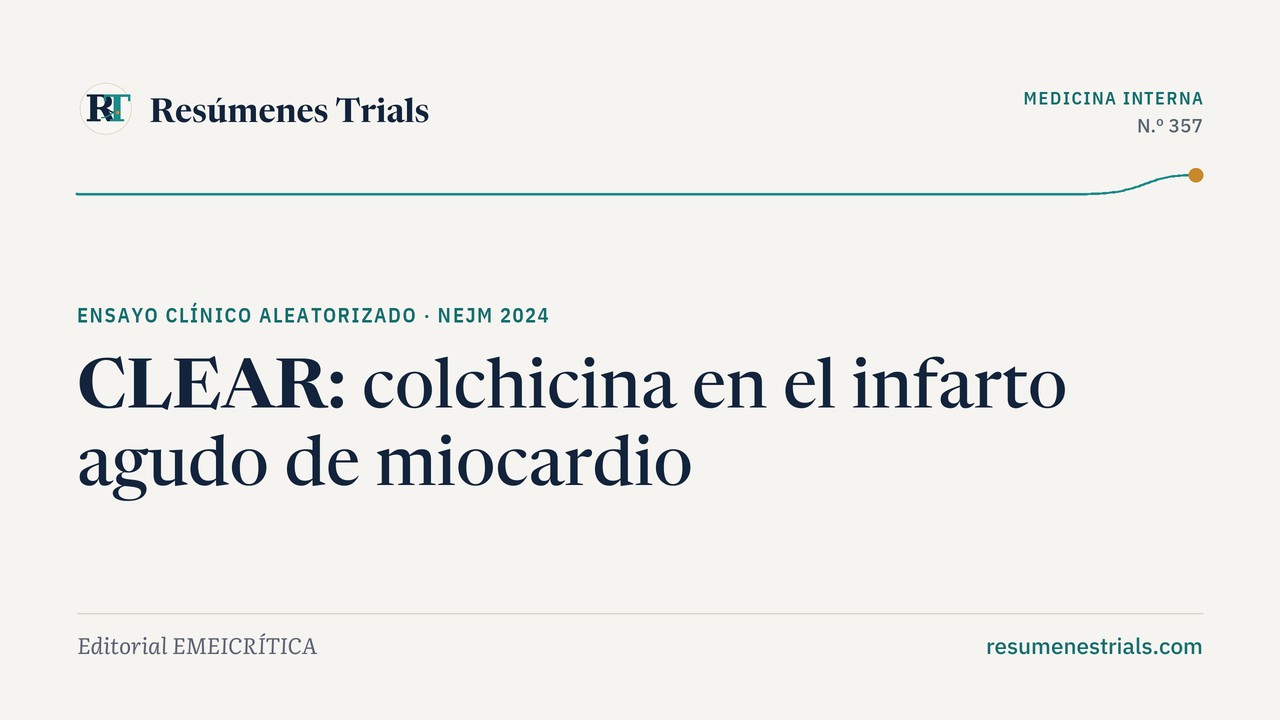 RT Resúmenes Trials
MEDICINA INTERNA
N.º 357
ENSAYO CLÍNICO ALEATORIZADO · NEJM 2024
CLEAR: colchicina en el infarto
agudo de miocardio
Editorial EMEICRÍTICA
resumenestrials.com